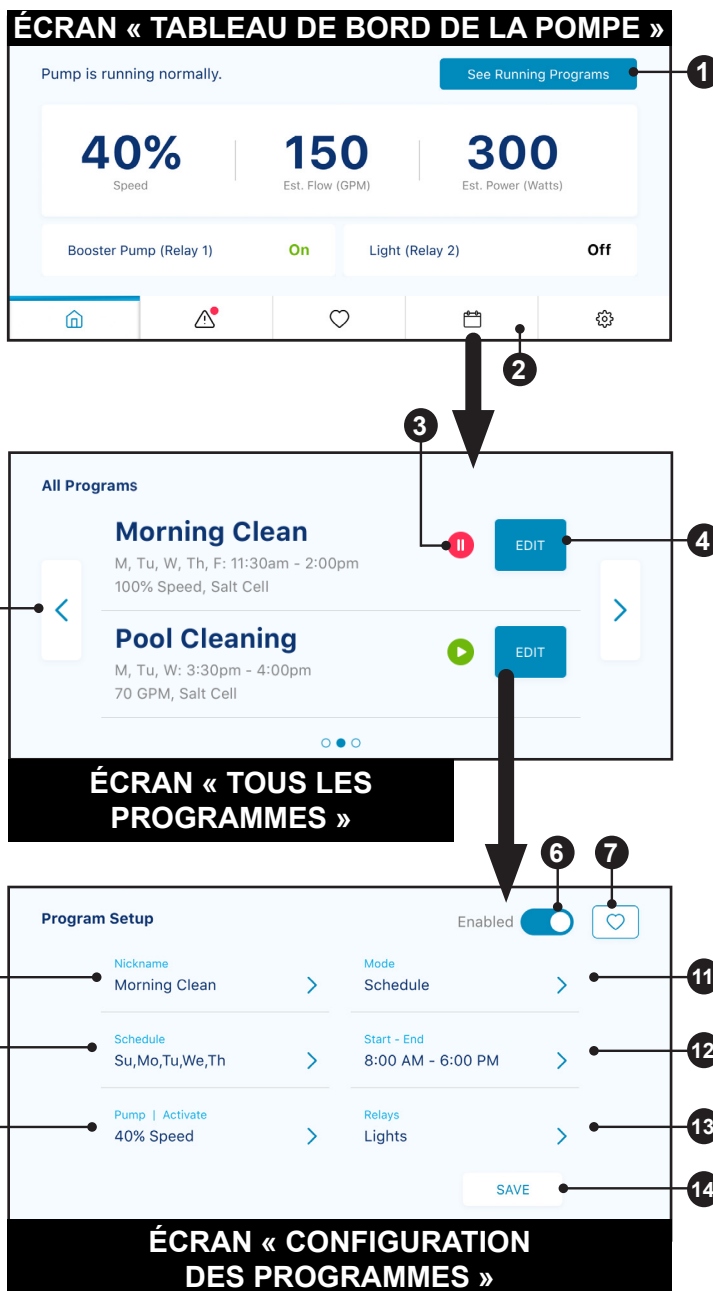 ÉCRAN « TABLEAU DE BORD DE LA POMPE »
Pump is running normally.
See Running Programs
1
40%
150
300
Speed
Est. Flow (GPM)
Est. Power (Watts)
Booster Pump (Relay 1)
On
Light (Relay 2)
Off
2
3
All Programs
Morning Clean
M, Tu, W, Th, F: 11:30am - 2:00pm
100% Speed, Salt Cell
EDIT
4
Pool Cleaning
M, Tu, W: 3:30pm - 4:00pm
70 GPM, Salt Cell
EDIT
ÉCRAN « TOUS LES
PROGRAMMES »
6
7
Program Setup
Enabled
Nickname
Morning Clean
Mode
Schedule
11
Schedule
Su,Mo,Tu,We,Th
Start - End
8:00 AM - 6:00 PM
12
Pump | Activate
40% Speed
Relays
Lights
13
SAVE
14
ÉCRAN « CONFIGURATION
DES PROGRAMMES »